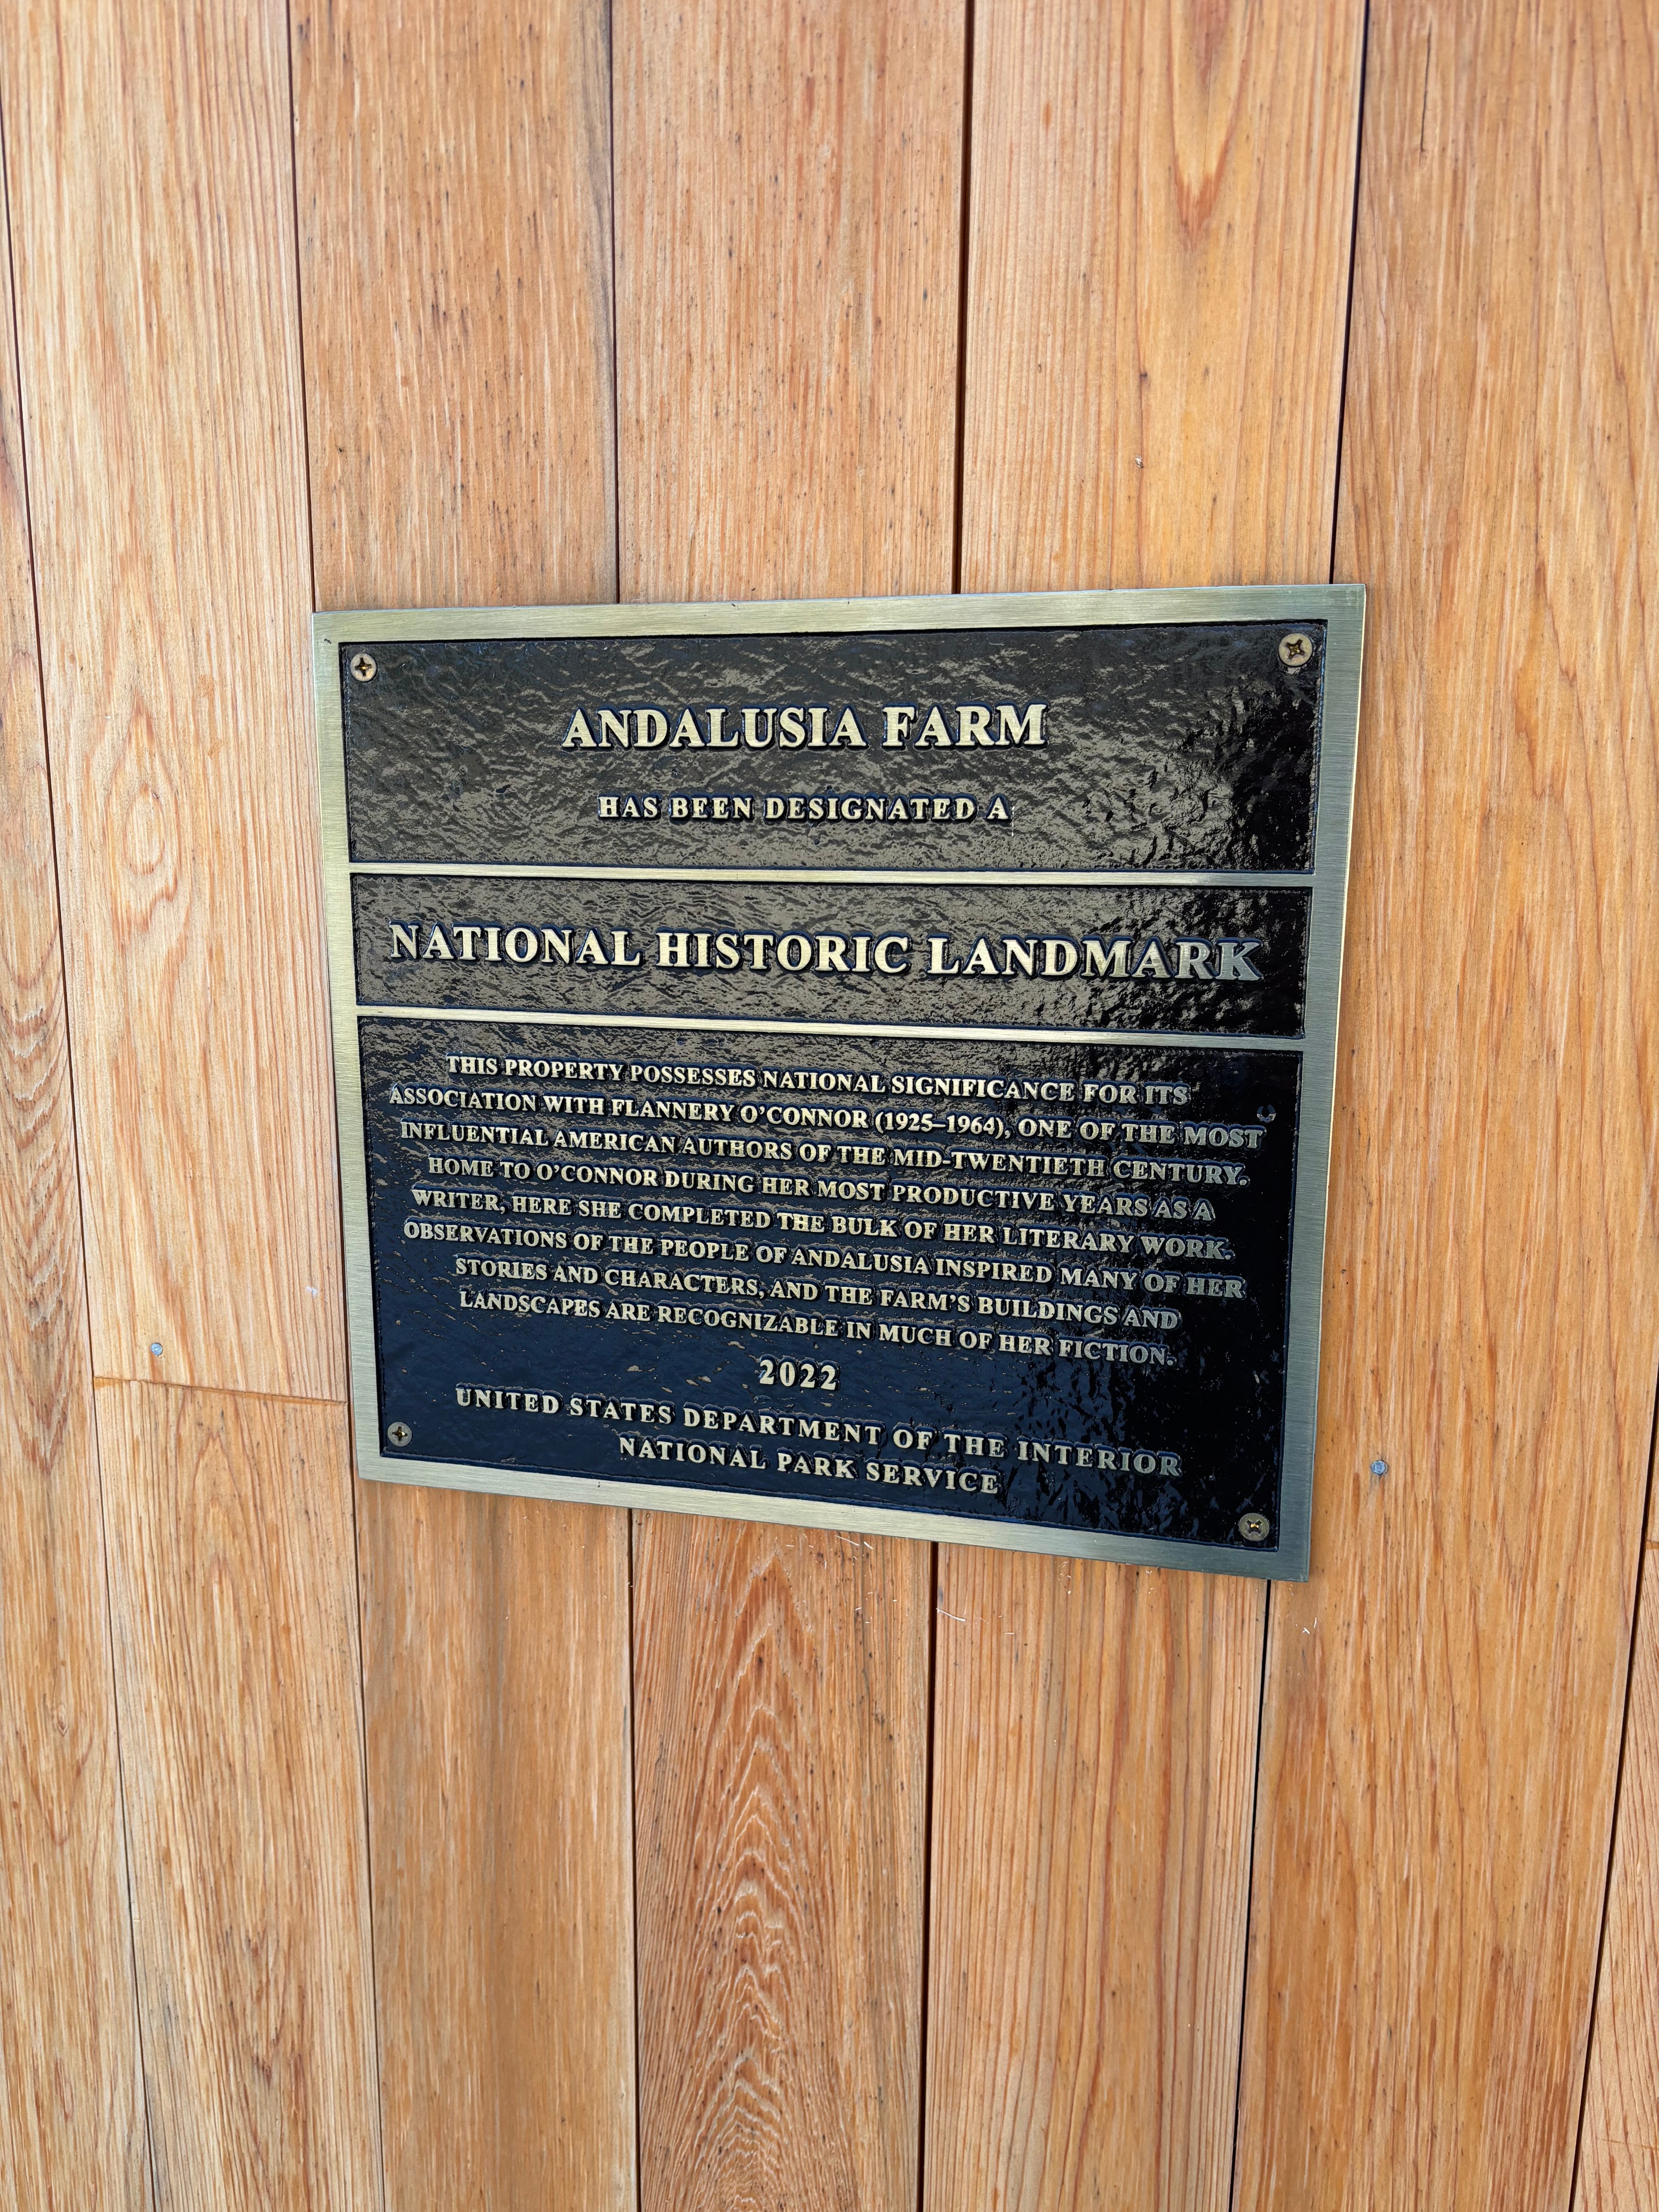 ANDALUSIA FARM
HAS BEEN DESIGNATED A
NATIONAL HISTORIC LANDMARK
THIS PROPERTY POSSESSES NATIONAL SIGNIFICANCE FOR ITS
ASSOCIATION WITH FLANNERY O'CONNOR (1925–1964), ONE OF THE MOST
INFLUENTIAL AMERICAN AUTHORS OF THE MID-TWENTIETH CENTURY.
HOME TO O'CONNOR DURING HER MOST PRODUCTIVE YEARS AS A
WRITER, HERE SHE COMPLETED THE BULK OF HER LITERARY WORK.
OBSERVATIONS OF THE PEOPLE OF ANDALUSIA INSPIRED MANY OF HER
STORIES AND CHARACTERS, AND THE FARM'S BUILDINGS AND
LANDSCAPES ARE RECOGNIZABLE IN MUCH OF HER FICTION.
2022
UNITED STATES DEPARTMENT OF THE INTERIOR
NATIONAL PARK SERVICE